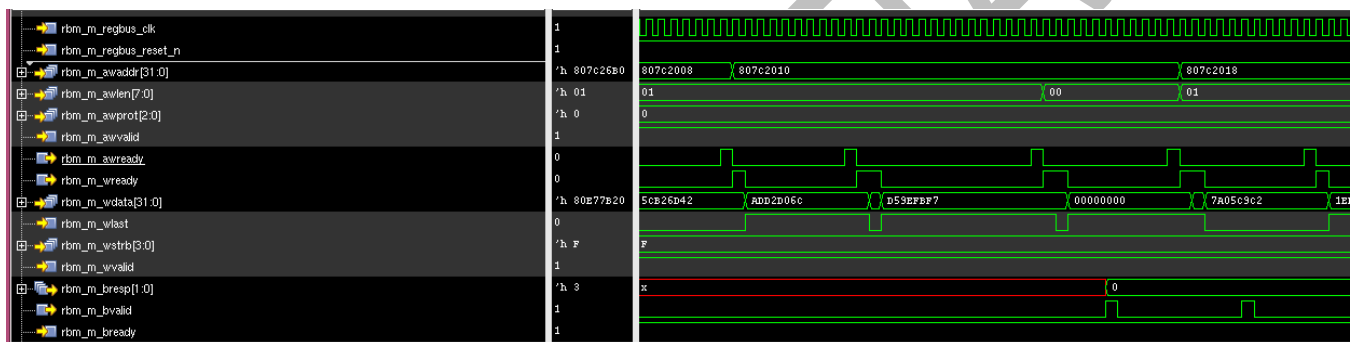 rbm_m_regbus_clk 1
rbm_m_regbus_reset_n 1
rbm_m_awaddr[31:0] 'h 807c26B0 807c2008 807c2010 807c2018
rbm_m_awlen[7:0] 'h 01 01 00 01
rbm_m_awprot[2:0] 'h 0 0
rbm_m_awvalid 1
rbm_m_awready 0
rbm_m_wready 0
rbm_m_wdata[31:0] 'h 80E77B20 5CB26D42 ADD2D06C D59EFBF7 00000000 7A05C9C2
rbm_m_wlast 0
rbm_m_wstrb[3:0] 'h F F
rbm_m_wvalid 1
rbm_m_bresp[1:0] 'h 3 x 0
rbm_m_bvalid 1
rbm_m_bready 1